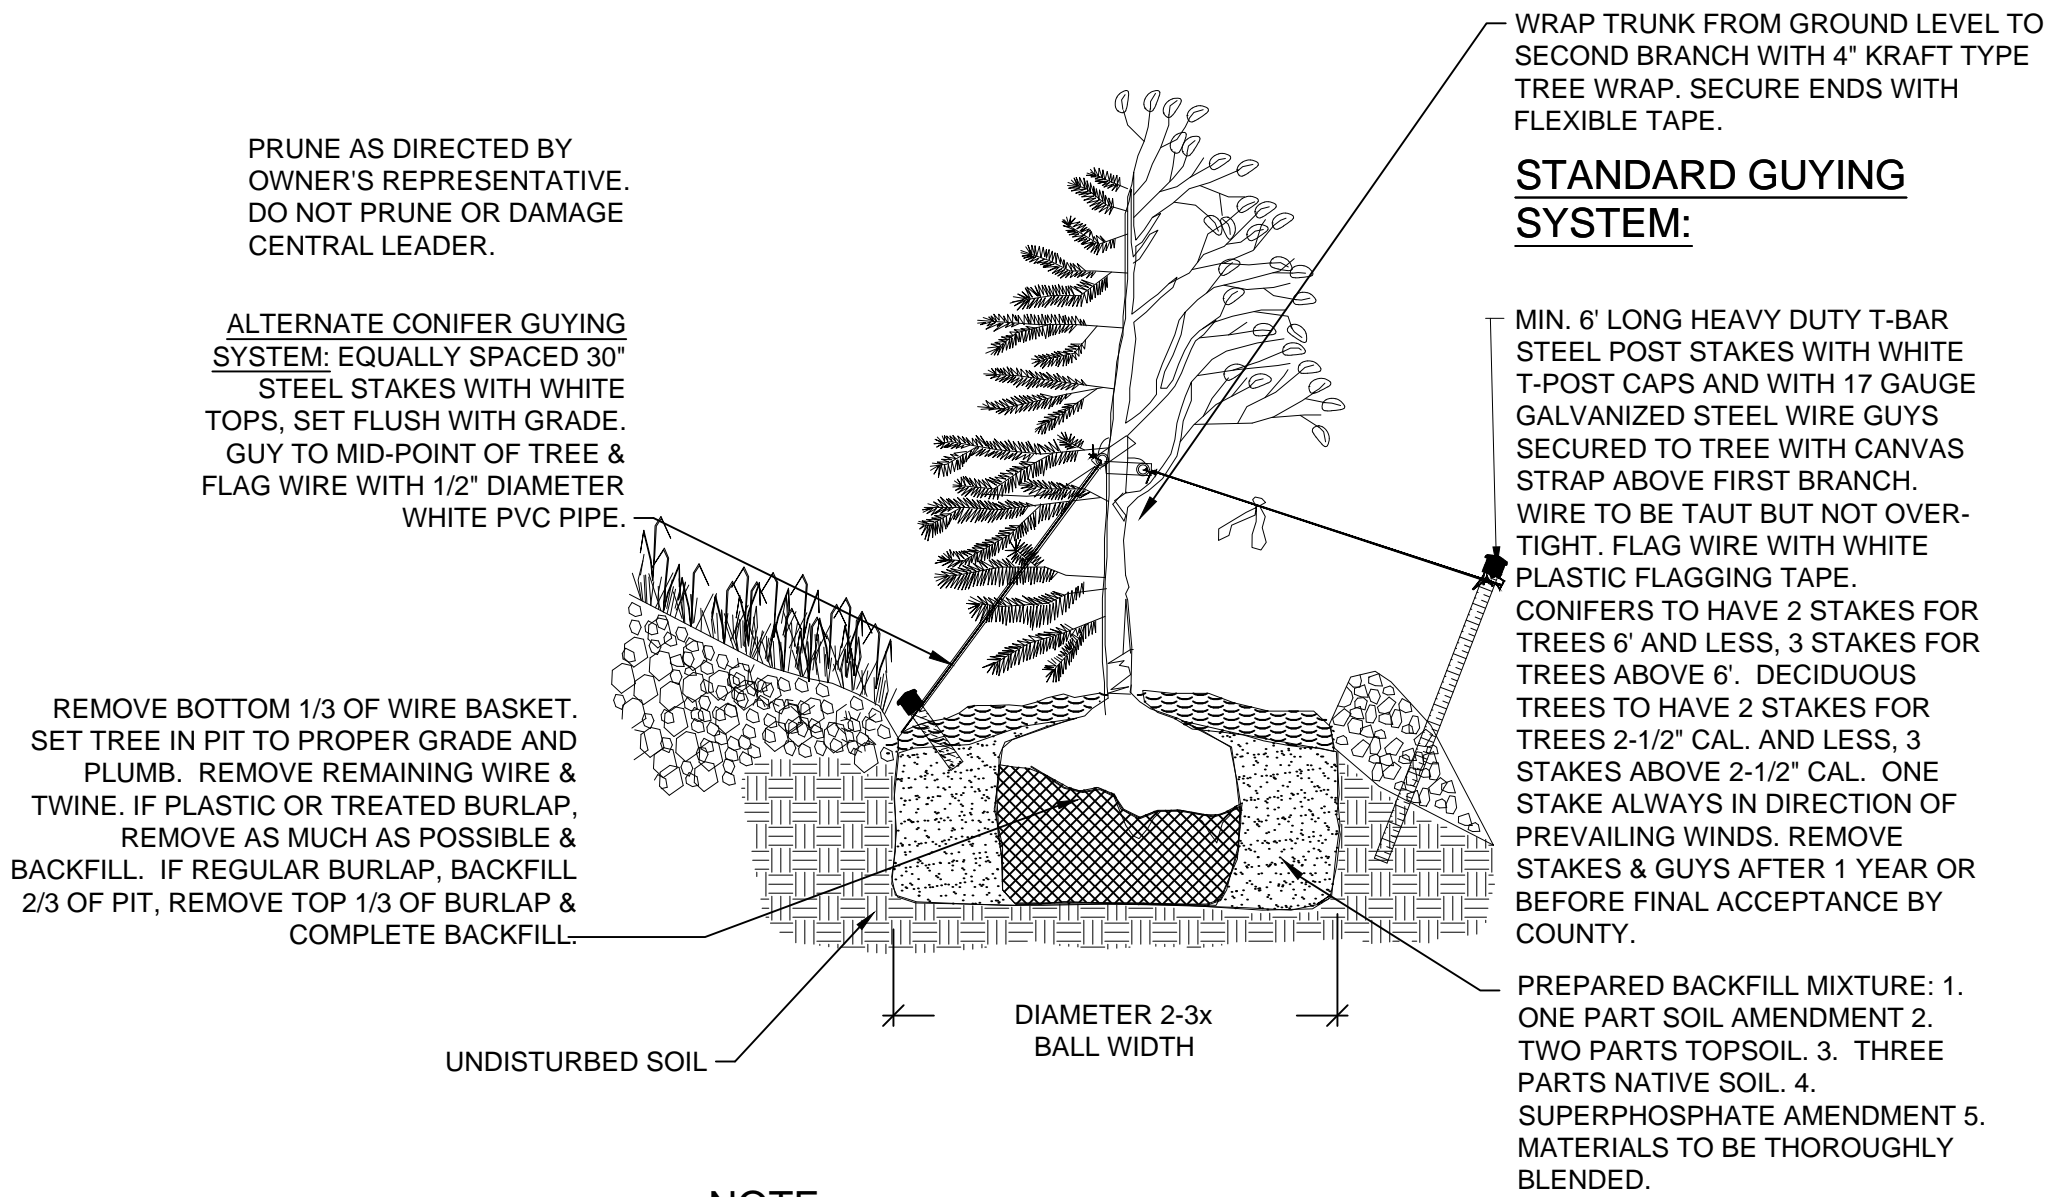 WRAP TRUNK FROM GROUND LEVEL TO
SECOND BRANCH WITH 4" KRAFT TYPE
TREE WRAP. SECURE ENDS WITH
FLEXIBLE TAPE.
STANDARD GUYING
SYSTEM:
MIN. 6' LONG HEAVY DUTY T-BAR
STEEL POST STAKES WITH WHITE
T-POST CAPS AND WITH 17 GAUGE
GALVANIZED STEEL WIRE GUYS
SECURED TO TREE WITH CANVAS
STRAP ABOVE FIRST BRANCH.
WIRE TO BE TAUT BUT NOT OVER-
TIGHT. FLAG WIRE WITH WHITE
PLASTIC FLAGGING TAPE.
CONIFERS TO HAVE 2 STAKES FOR
TREES 6' AND LESS, 3 STAKES FOR
TREES ABOVE 6'. DECIDUOUS
TREES TO HAVE 2 STAKES FOR
TREES 2-1/2" CAL. AND LESS, 3
STAKES ABOVE 2-1/2" CAL. ONE
STAKE ALWAYS IN DIRECTION OF
PREVAILING WINDS. REMOVE
STAKES & GUYS AFTER 1 YEAR OR
BEFORE FINAL ACCEPTANCE BY
COUNTY.
PREPARED BACKFILL MIXTURE: 1.
ONE PART SOIL AMENDMENT 2.
TWO PARTS TOPSOIL. 3. THREE
PARTS NATIVE SOIL. 4.
SUPERPHOSPHATE AMENDMENT 5.
MATERIALS TO BE THOROUGHLY
BLENDED.
PRUNE AS DIRECTED BY
OWNER'S REPRESENTATIVE.
DO NOT PRUNE OR DAMAGE
CENTRAL LEADER.
ALTERNATE CONIFER GUYING
SYSTEM: EQUALLY SPACED 30"
STEEL STAKES WITH WHITE
TOPS, SET FLUSH WITH GRADE.
GUY TO MID-POINT OF TREE &
FLAG WIRE WITH 1/2" DIAMETER
WHITE PVC PIPE.
REMOVE BOTTOM 1/3 OF WIRE BASKET.
SET TREE IN PIT TO PROPER GRADE AND
PLUMB. REMOVE REMAINING WIRE &
TWINE. IF PLASTIC OR TREATED BURLAP,
REMOVE AS MUCH AS POSSIBLE &
BACKFILL. IF REGULAR BURLAP, BACKFILL
2/3 OF PIT, REMOVE TOP 1/3 OF BURLAP &
COMPLETE BACKFILL.
UNDISTURBED SOIL
DIAMETER 2-3x
BALL WIDTH
NOTE